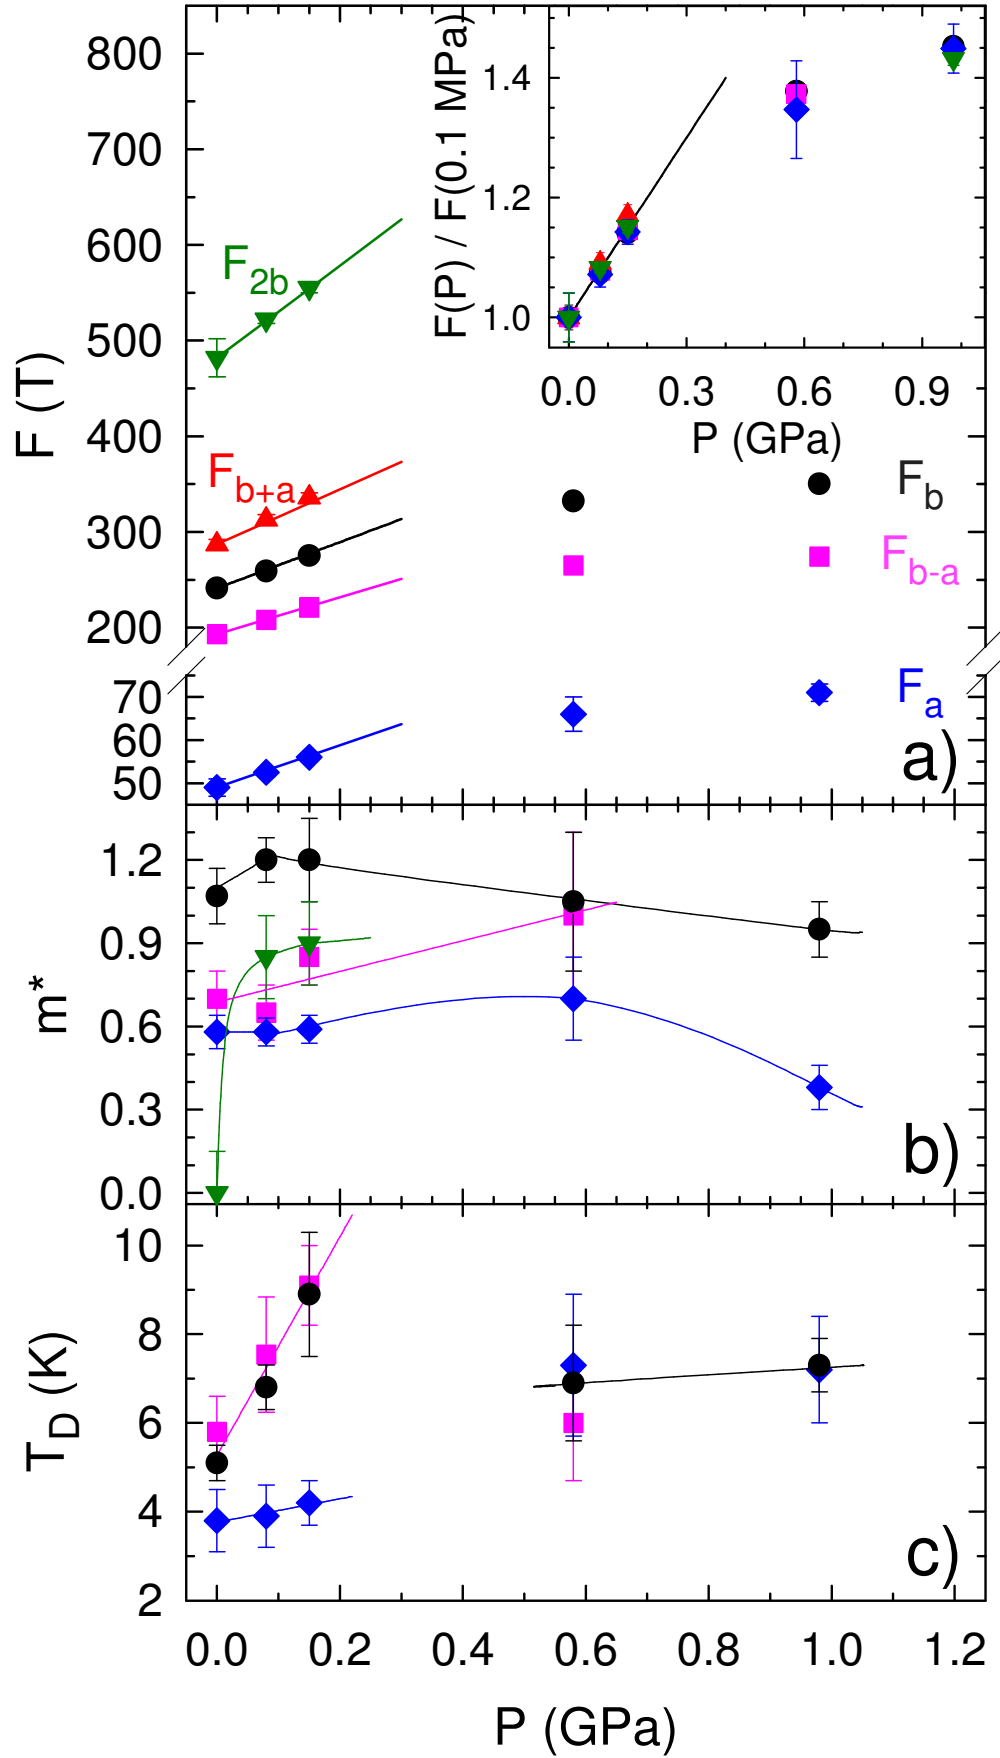 800
700
600
500
400
300
200
70
60
50
F (T)
F2b
Fb+a
Fb
Fb-a
Fa
a)
F(P) / F(0.1 MPa)
1.4
1.2
1.0
0.0 0.3 0.6 0.9
P (GPa)
1.2
0.9
0.6
0.3
0.0
m*
b)
10
8
6
4
2
TD (K)
c)
0.0 0.2 0.4 0.6 0.8 1.0 1.2
P (GPa)